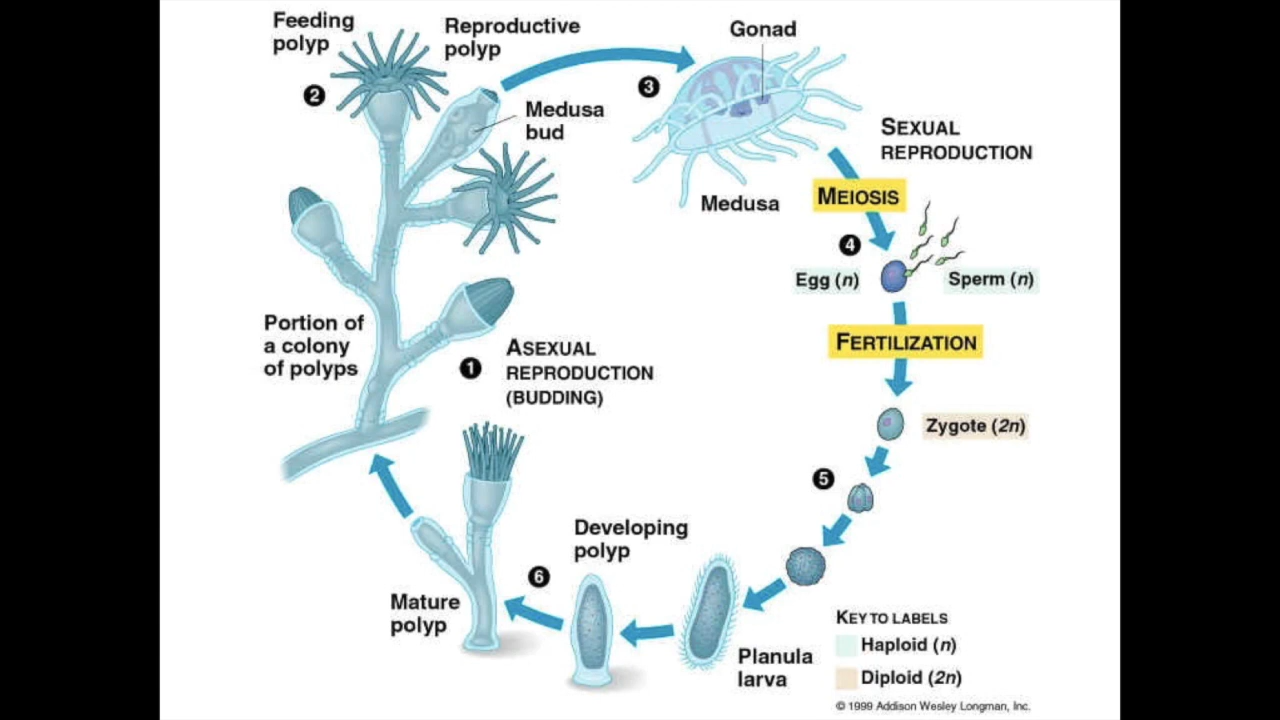 Feeding
polyp
Reproductive
polyp
Gonad
2
3
Medusa
bud
SEXUAL
REPRODUCTION
MEIOSIS
Medusa
4
Egg (n)
Sperm (n)
Portion of
a colony
of polyps
1
ASEXUAL
REPRODUCTION
(BUDDING)
FERTILIZATION
Zygote (2n)
5
Developing
polyp
6
Mature
polyp
Planula
larva
KEY TO LABELS
Haploid (n)
Diploid (2n)
© 1999 Addison Wesley Longman, Inc.